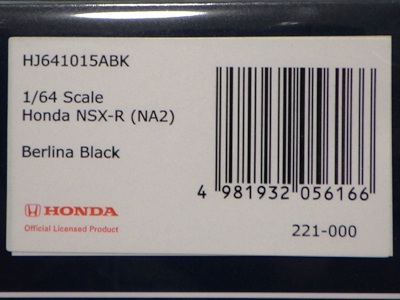 HJ641015ABK
1/64 Scale
Honda NSX-R (NA2)
Berlina Black
4 981932 056166
HONDA
Official Licensed Product
221-000